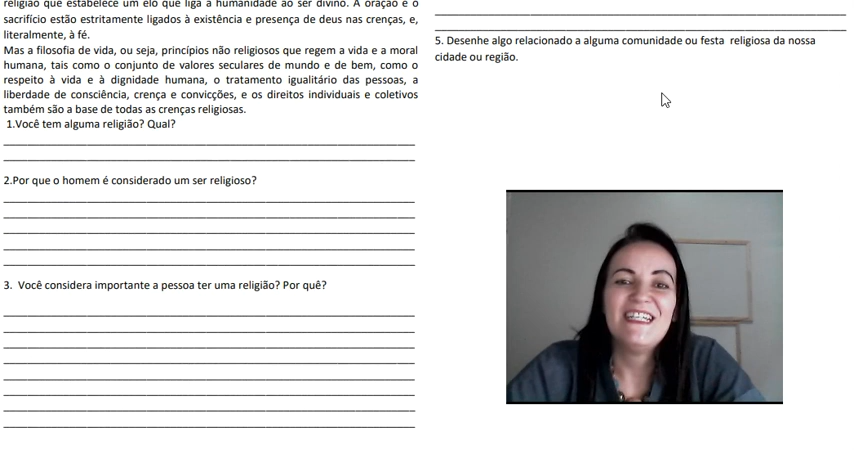 religião que estabelece um elo que liga a humanidade ao ser divino. A oração e o
sacrifício estão estritamente ligados à existência e presença de deus nas crenças, e,
literalmente, à fé.
Mas a filosofia de vida, ou seja, princípios não religiosos que regem a vida e a moral
humana, tais como o conjunto de valores seculares de mundo e de bem, como o
respeito à vida e à dignidade humana, o tratamento igualitário das pessoas, a
liberdade de consciência, crença e convicções, e os direitos individuais e coletivos
também são a base de todas as crenças religiosas.
1.Você tem alguma religião? Qual?
2.Por que o homem é considerado um ser religioso?
3. Você considera importante a pessoa ter uma religião? Por quê?
5. Desenhe algo relacionado a alguma comunidade ou festa religiosa da nossa
cidade ou região.